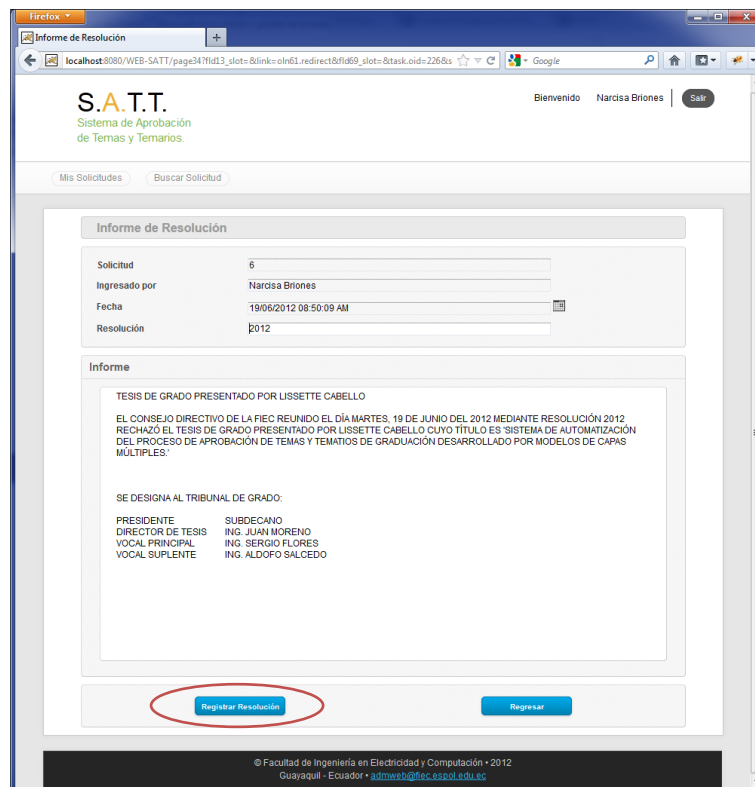 Firefox
Informe de Resolución
localhost:8080/WEB-SATT/page34?fld13_slot=&link=oln61.redirect&fld69_slot=&task.oid=226&s
Google
S.A.T.T.
Bienvenido Narcisa Briones Salir
Sistema de Aprobación
de Temas y Temarios.
Mis Solicitudes Buscar Solicitud
Informe de Resolución
Solicitud 6
Ingresado por Narcisa Briones
Fecha 19/06/2012 08:50:09 AM
Resolución 2012
Informe
TESIS DE GRADO PRESENTADO POR LISSETTE CABELLO
EL CONSEJO DIRECTIVO DE LA FIEC REUNIDO EL DÍA MARTES, 19 DE JUNIO DEL 2012 MEDIANTE RESOLUCIÓN 2012
RECHAZÓ EL TESIS DE GRADO PRESENTADO POR LISSETTE CABELLO CUYO TÍTULO ES 'SISTEMA DE AUTOMATIZACIÓN
DEL PROCESO DE APROBACIÓN DE TEMAS Y TEMATIOS DE GRADUACIÓN DESARROLLADO POR MODELOS DE CAPAS
MÚLTIPLES.'
SE DESIGNA AL TRIBUNAL DE GRADO:
PRESIDENTE SUBDECANO
DIRECTOR DE TESIS ING. JUAN MORENO
VOCAL PRINCIPAL ING. SERGIO FLORES
VOCAL SUPLENTE ING. ALDOFO SALCEDO
Registrar Resolución Regresar
© Facultad de Ingeniería en Electricidad y Computación • 2012
Guayaquil - Ecuador • admweb@fiec.espol.edu.ec